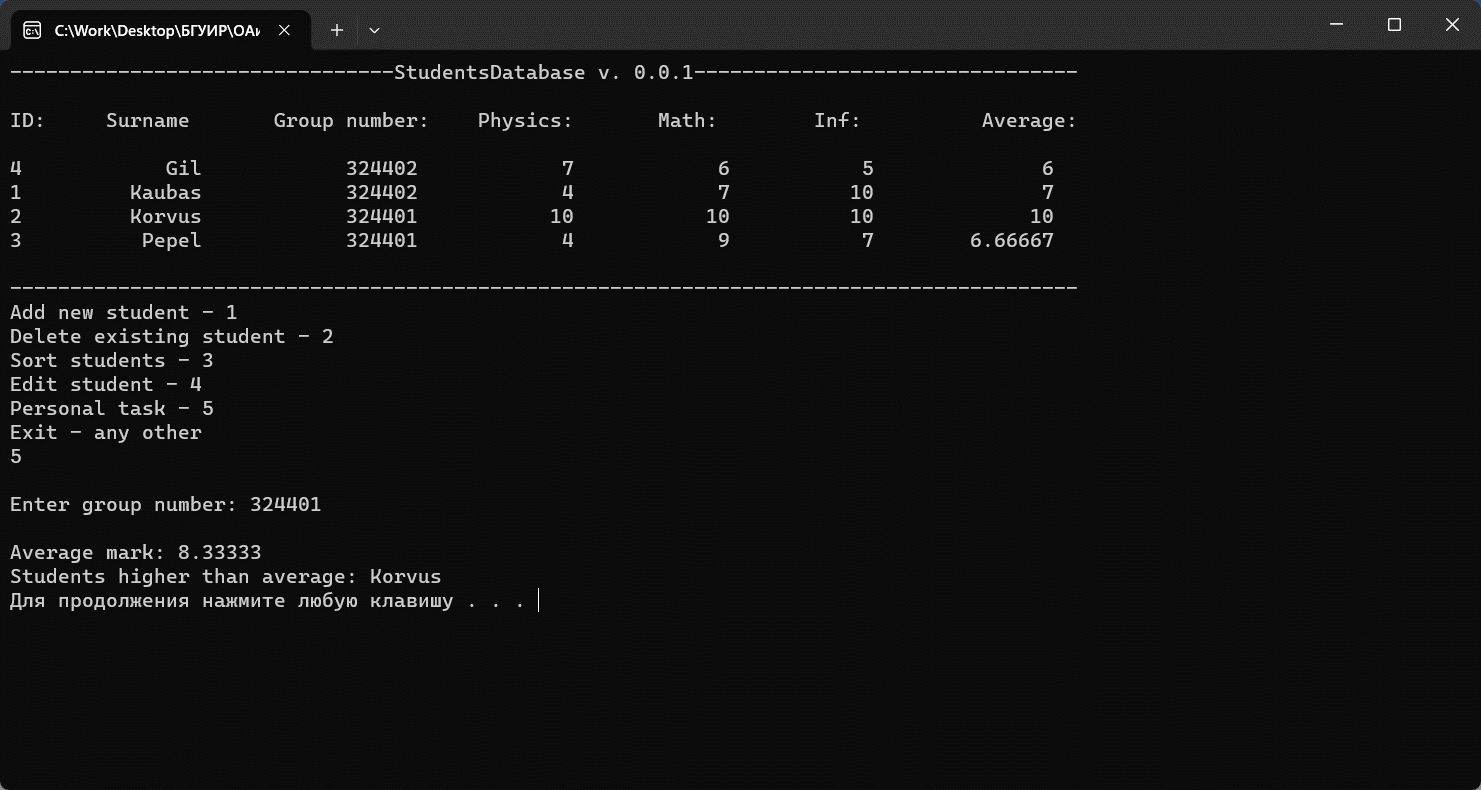 C:\Work\Desktop\БГУИР\ОАи
--------------------------------StudentsDatabase v. 0.0.1--------------------------------
ID: Surname Group number: Physics: Math: Inf: Average:
4 Gil 324402 7 6 5 6
1 Kaubas 324402 4 7 10 7
2 Korvus 324401 10 10 10 10
3 Pepel 324401 4 9 7 6.66667
-----------------------------------------------------------------------------------------
Add new student - 1
Delete existing student - 2
Sort students - 3
Edit student - 4
Personal task - 5
Exit - any other
5
Enter group number: 324401
Average mark: 8.33333
Students higher than average: Korvus
Для продолжения нажмите любую клавишу . . .